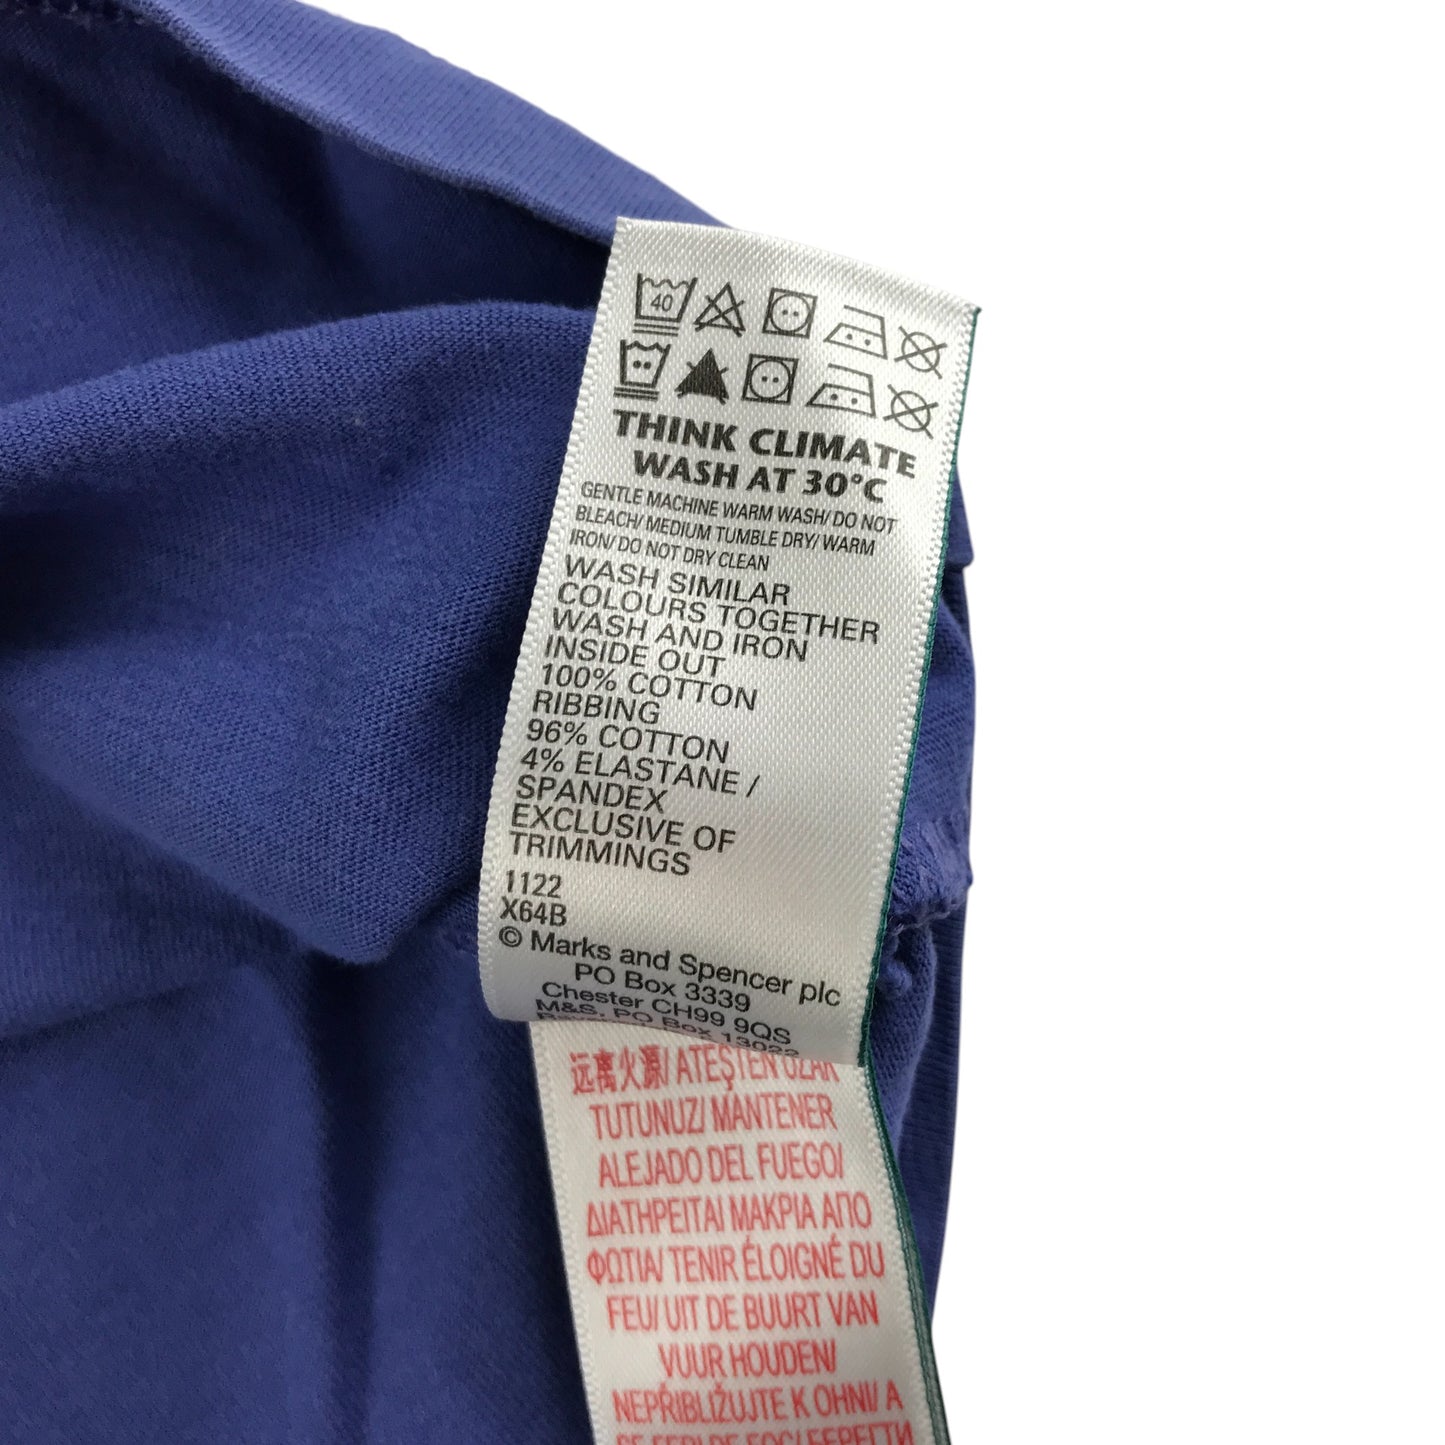 40
THINK CLIMATE
WASH AT 30°C
GENTLE MACHINE WARM WASH/ DO NOT
BLEACH/ MEDIUM TUMBLE DRY/ WARM
IRON/ DO NOT DRY CLEAN
WASH SIMILAR
COLOURS TOGETHER
WASH AND IRON
INSIDE OUT
100% COTTON
RIBBING
96% COTTON
4% ELASTANE /
SPANDEX
EXCLUSIVE OF
TRIMMINGS
1122
X64B
© Marks and Spencer plc
PO Box 3339
Chester CH99 9QS
M&S, PO Box 13022
远离火源/ ATEŞTEN UZAK
TUTUNUZ/ MANTENER
ALEJADO DEL FUEGO/
ΔΙΑΤΗΡΕΙΤΑΙ ΜΑΚΡΙΑ ΑΠΟ
ΦΩΤΙΑ/ TENIR ÉLOIGNÉ DU
FEU/ UIT DE BUURT VAN
VUUR HOUDEN/
NEPŘIBLIŽUJTE K OHNI/ A